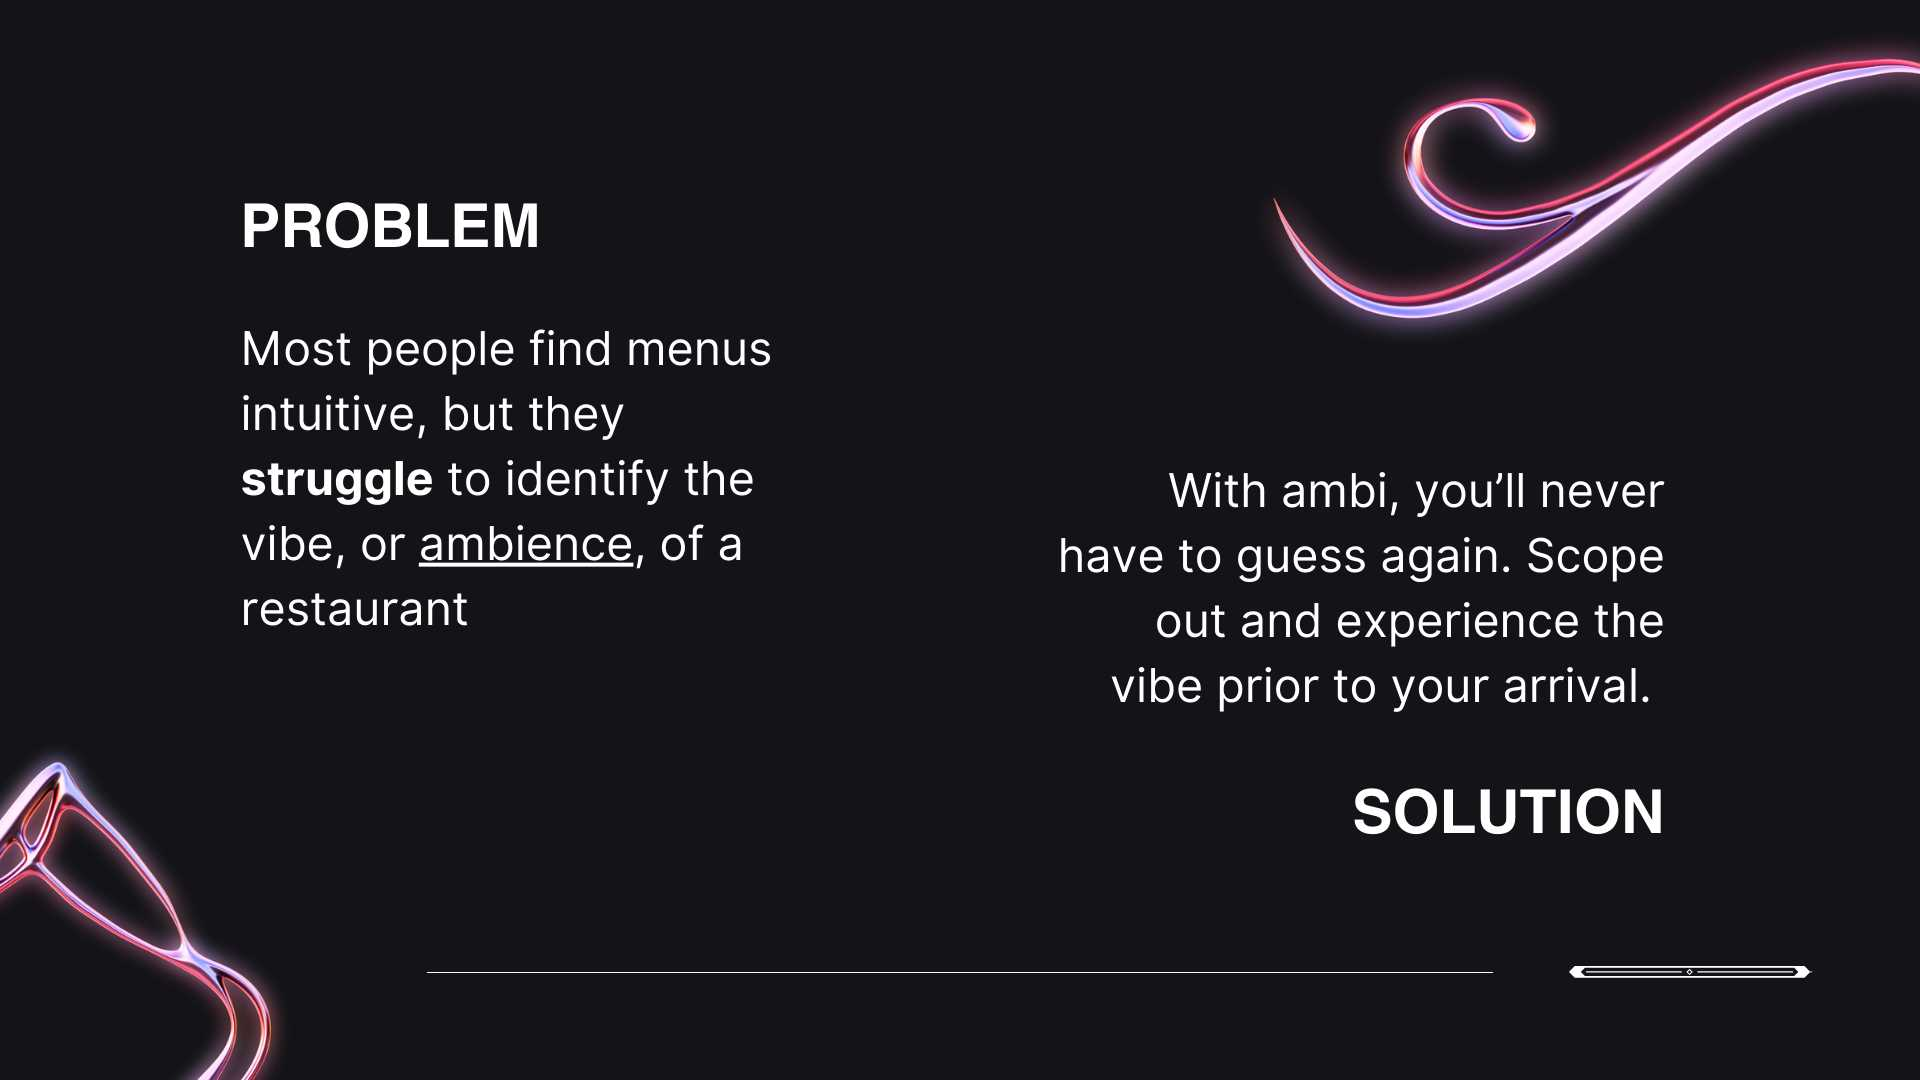 PROBLEM
Most people find menus
intuitive, but they
struggle to identify the
vibe, or ambience, of a
restaurant
With ambi, you’ll never
have to guess again. Scope
out and experience the
vibe prior to your arrival.
SOLUTION